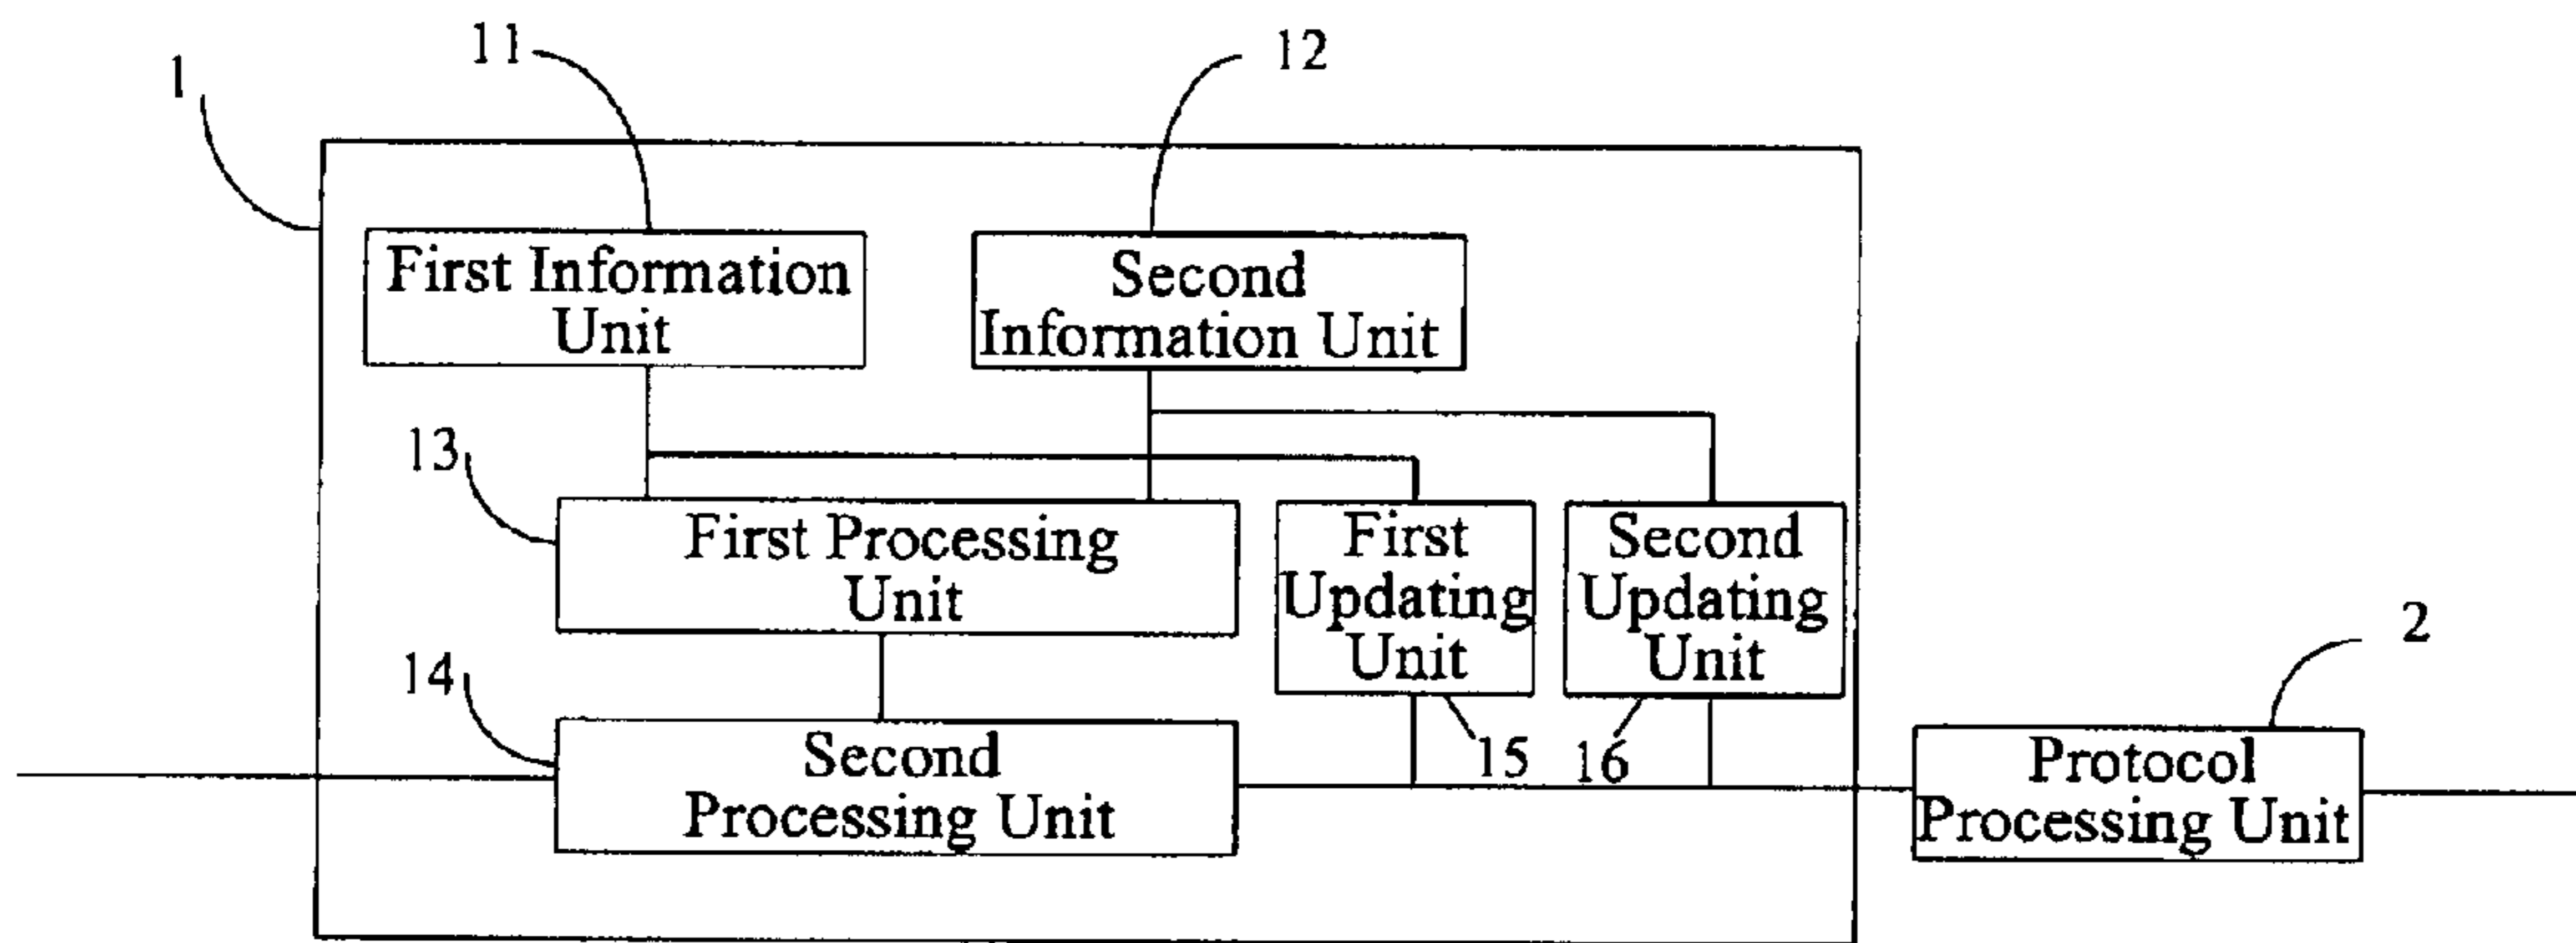 11
12
1
First Information
Unit
Second
Information Unit
13
First Processing
Unit
First
Updating
Unit
Second
Updating
Unit
2
14
Second
Processing Unit
15
16
Protocol
Processing Unit